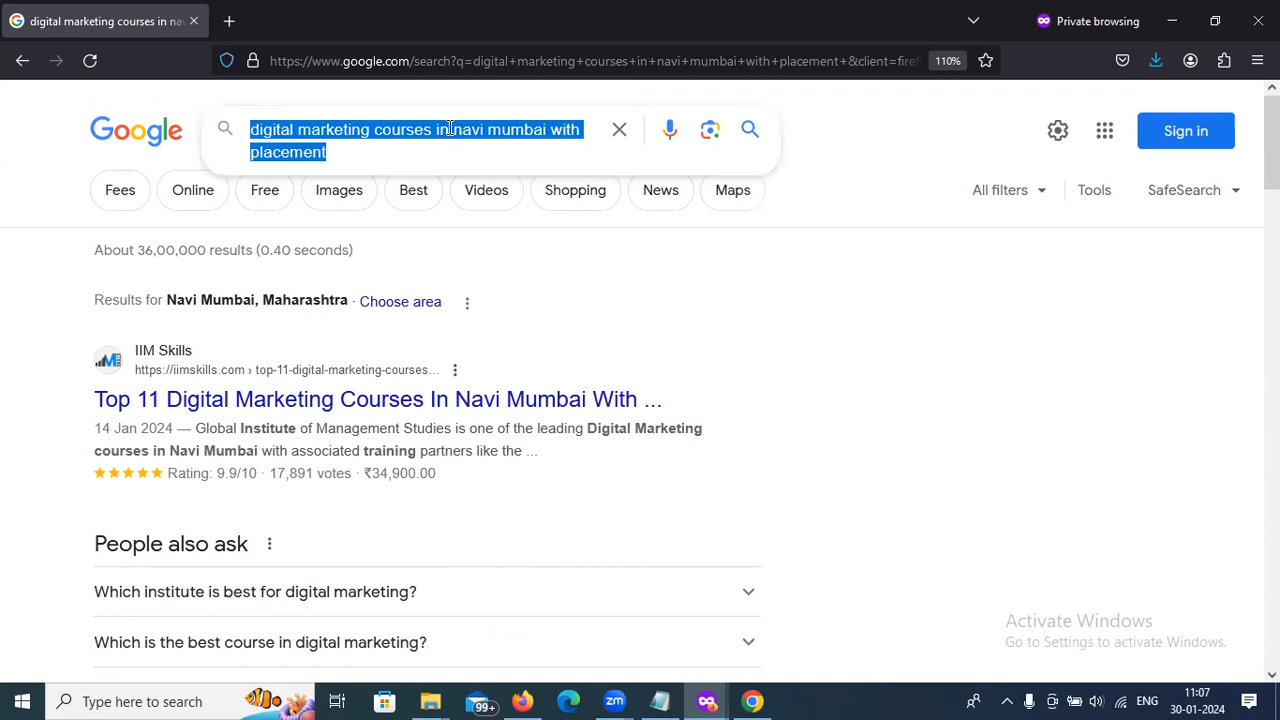 digital marketing courses in nav
Private browsing
https://www.google.com/search?q=digital+marketing+courses+in+navi+mumbai+with+placement+&client=firef
110%
Google
digital marketing courses in navi mumbai with
placement
Sign in
Fees
Online
Free
Images
Best
Videos
Shopping
News
Maps
All filters
Tools
SafeSearch
About 36,00,000 results (0.40 seconds)
Results for Navi Mumbai, Maharashtra · Choose area
IIM Skills
https://iimskills.com › top-11-digital-marketing-courses...
Top 11 Digital Marketing Courses In Navi Mumbai With ...
14 Jan 2024 — Global Institute of Management Studies is one of the leading Digital Marketing
courses in Navi Mumbai with associated training partners like the ...
Rating: 9.9/10 · 17,891 votes · ₹34,900.00
People also ask
Which institute is best for digital marketing?
Which is the best course in digital marketing?
Activate Windows
Go to Settings to activate Windows.
Type here to search
99+
zm
ENG
11:07
30-01-2024